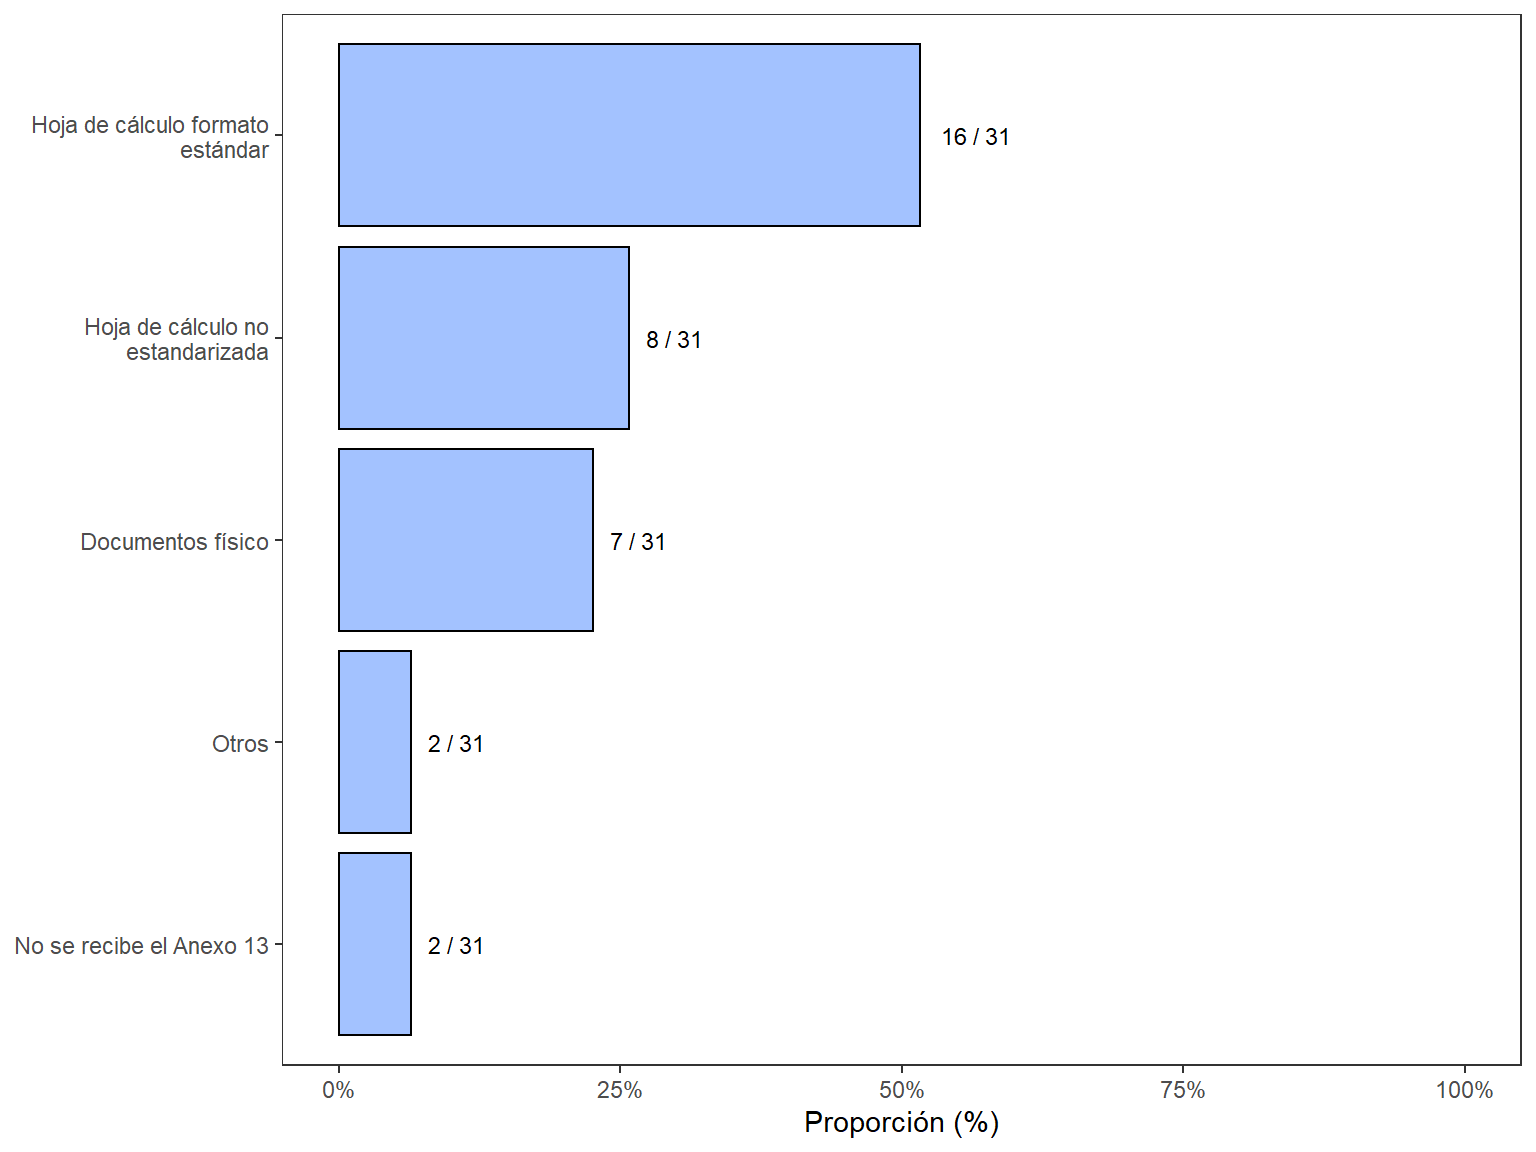 Hoja de cálculo formato
estándar
16 / 31
Hoja de cálculo no
estandarizada
8 / 31
Documentos físico
7 / 31
Otros
2 / 31
No se recibe el Anexo 13
2 / 31
0%
25%
50%
75%
100%
Proporción (%)